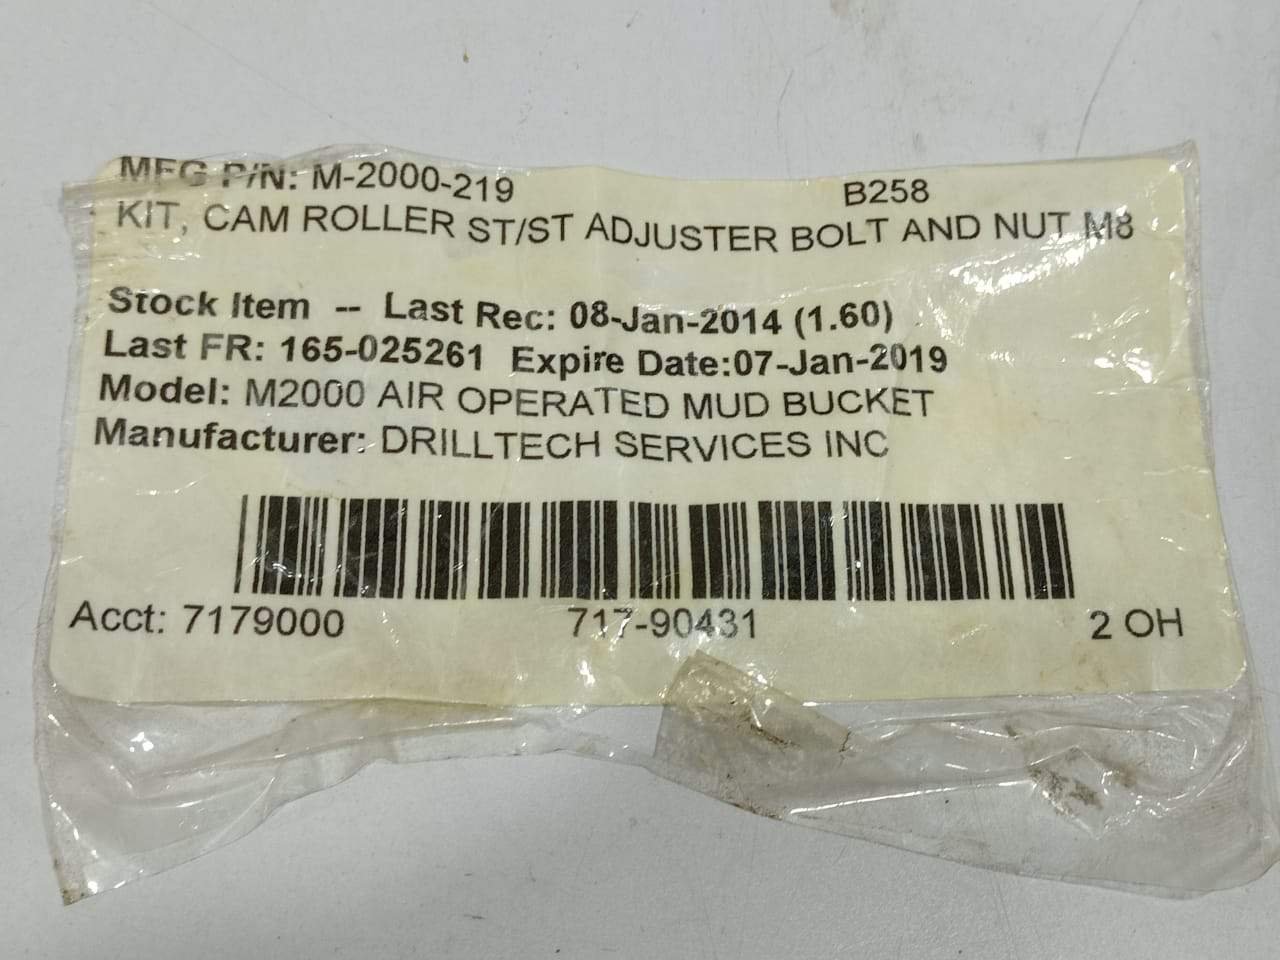 MFG P/N: M-2000-219 B258
KIT, CAM ROLLER ST/ST ADJUSTER BOLT AND NUT M8
Stock Item -- Last Rec: 08-Jan-2014 (1.60)
Last FR: 165-025261 Expire Date:07-Jan-2019
Model: M2000 AIR OPERATED MUD BUCKET
Manufacturer: DRILLTECH SERVICES INC
Acct: 7179000 717-90431 2 OH